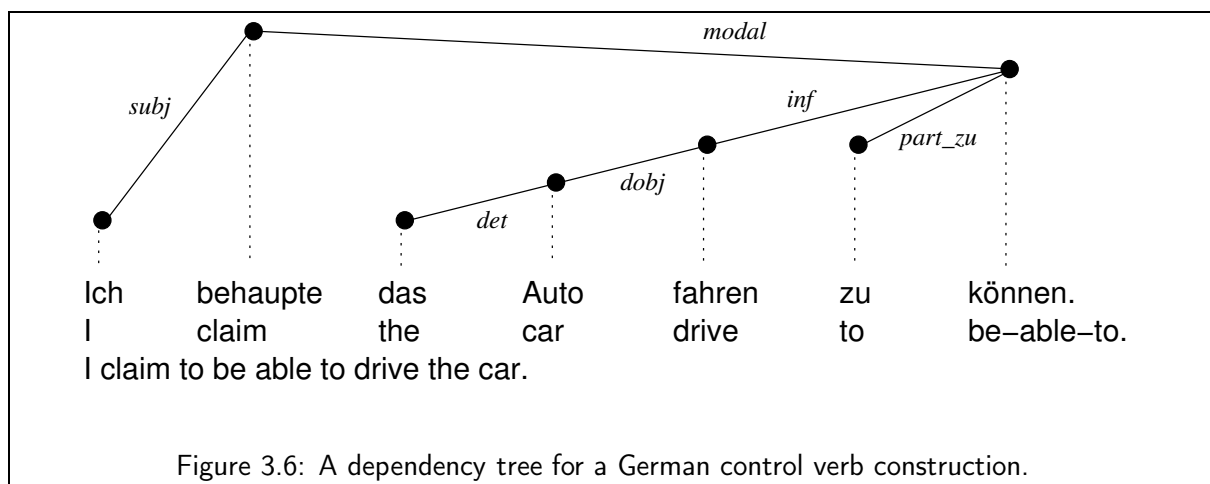 modal
subj
inf
part_zu
dobj
det
Ich behaupte das Auto fahren zu können.
I claim the car drive to be−able−to.
I claim to be able to drive the car.
Figure 3.6: A dependency tree for a German control verb construction.